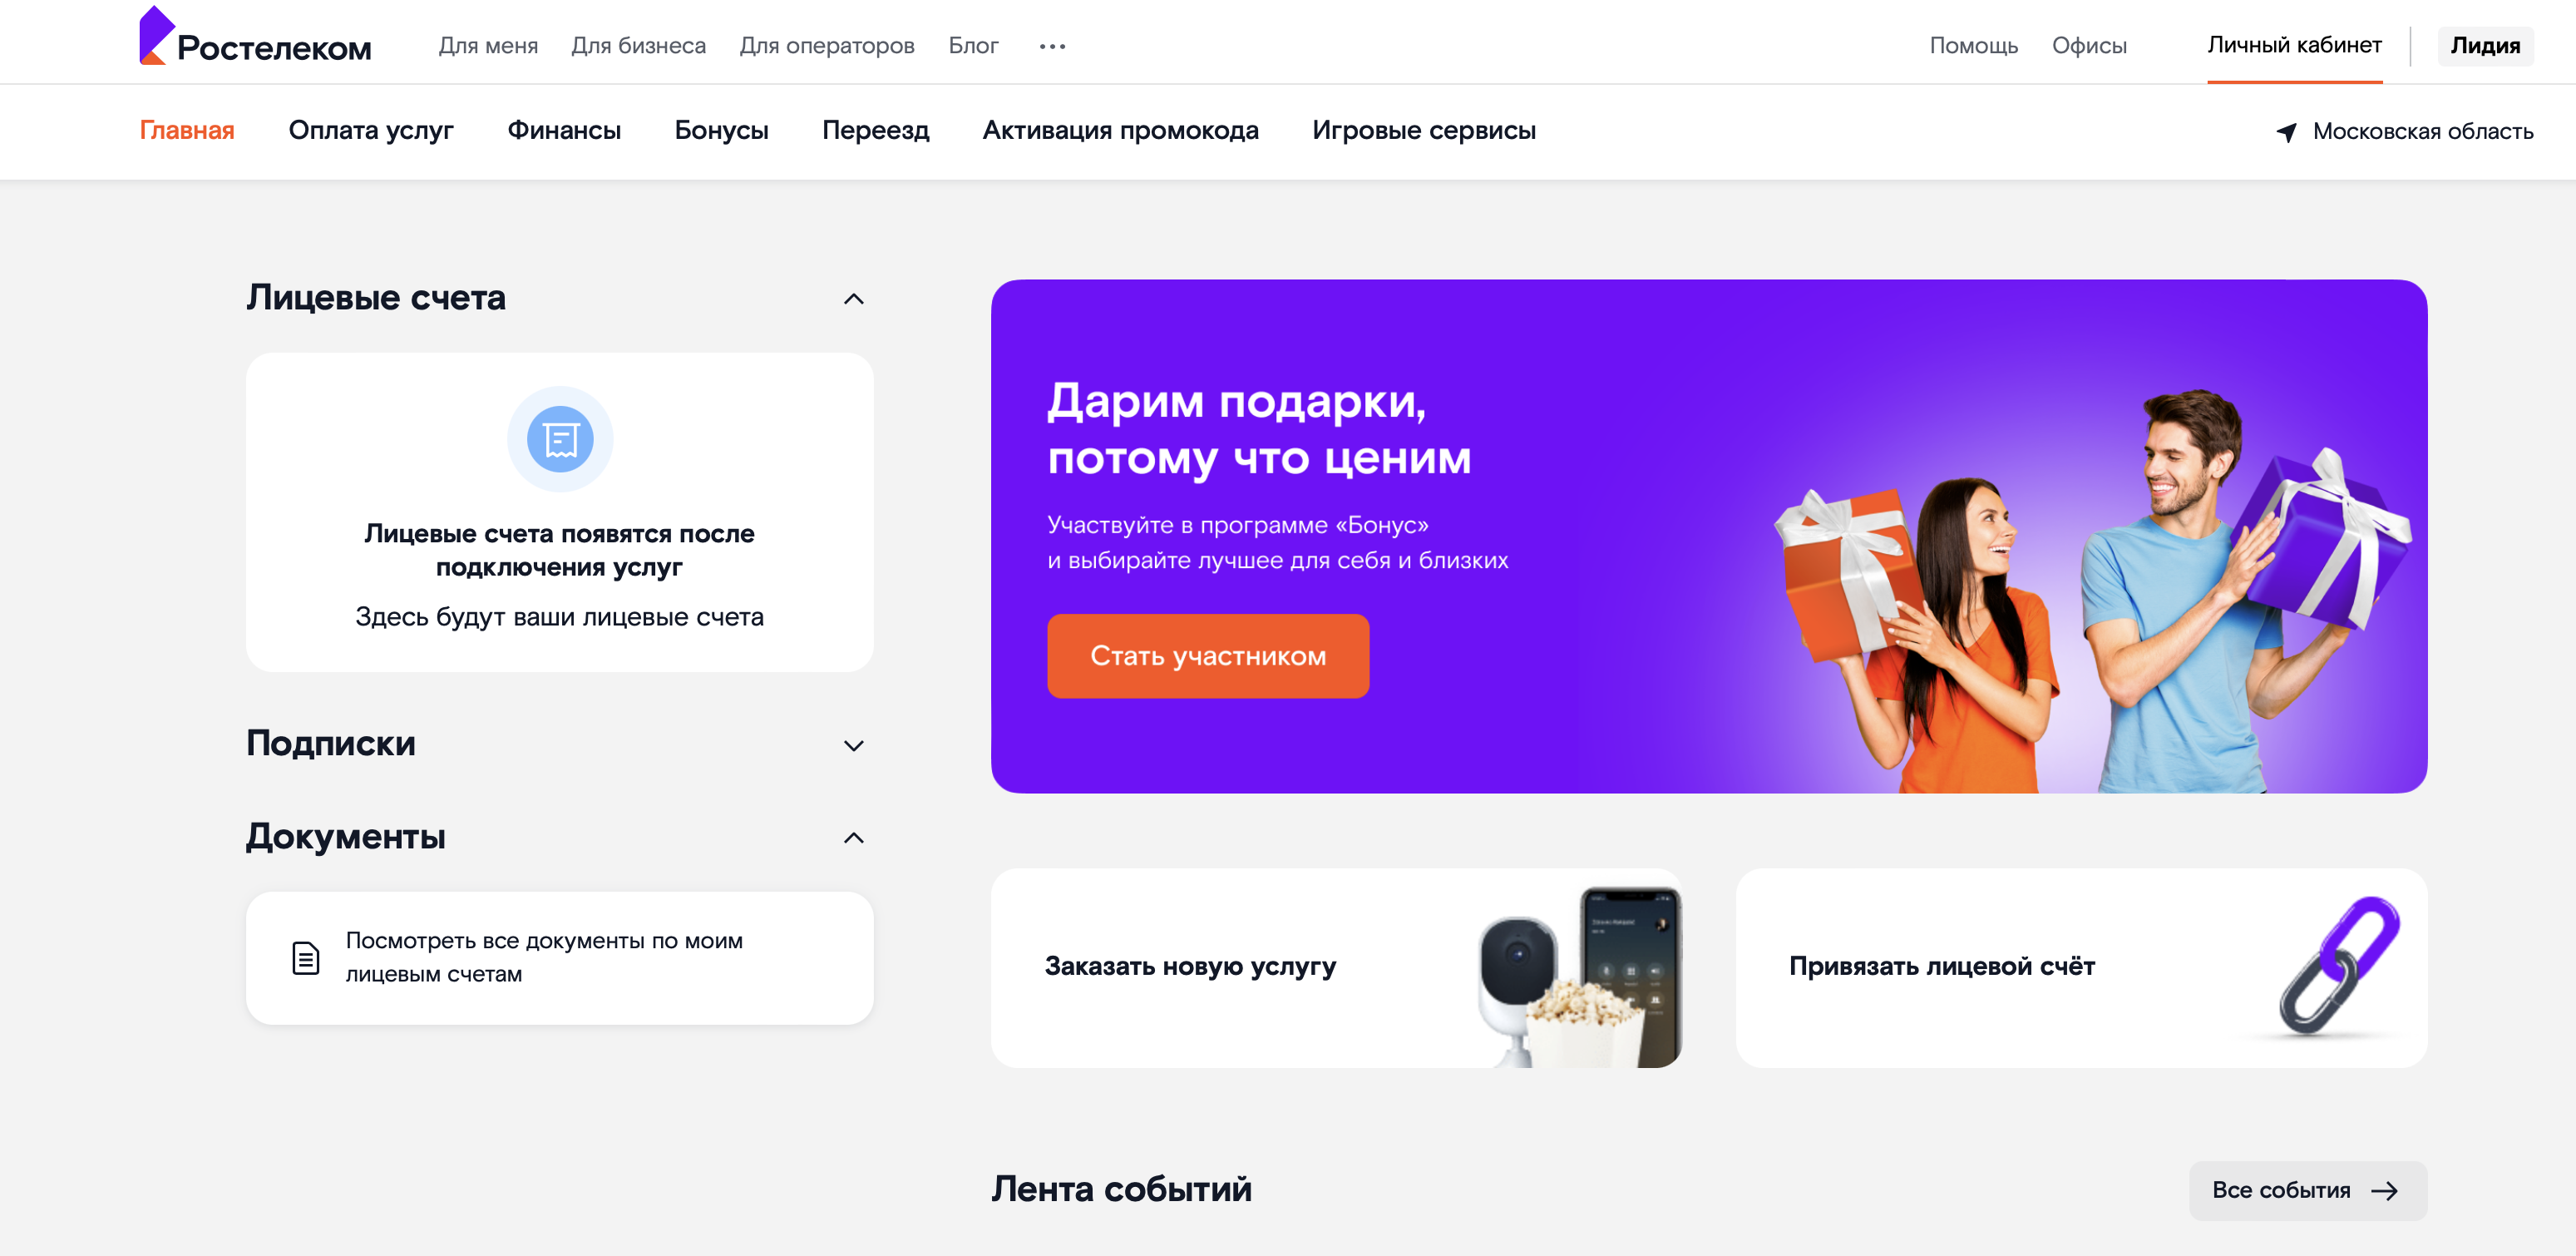 Ростелеком
Для меня
Для бизнеса
Для операторов
Блог
Помощь
Офисы
Личный кабинет
Лидия
Главная
Оплата услуг
Финансы
Бонусы
Переезд
Активация промокода
Игровые сервисы
Московская область
Лицевые счета
Лицевые счета появятся после
подключения услуг
Здесь будут ваши лицевые счета
Подписки
Документы
Посмотреть все документы по моим
лицевым счетам
Дарим подарки,
потому что ценим
Участвуйте в программе «Бонус»
и выбирайте лучшее для себя и близких
Стать участником
Заказать новую услугу
Привязать лицевой счёт
Лента событий
Все события